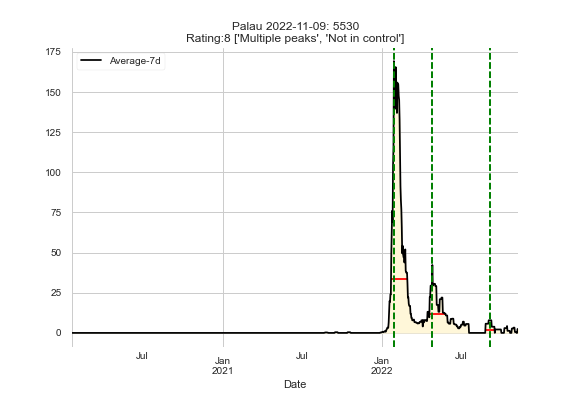 Palau 2022-11-09: 5530
Rating:8 ['Multiple peaks', 'Not in control']
175
Average-7d
150
125
100
75
50
25
0
Jul
Jan
2021
Jul
Jan
2022
Jul
Date